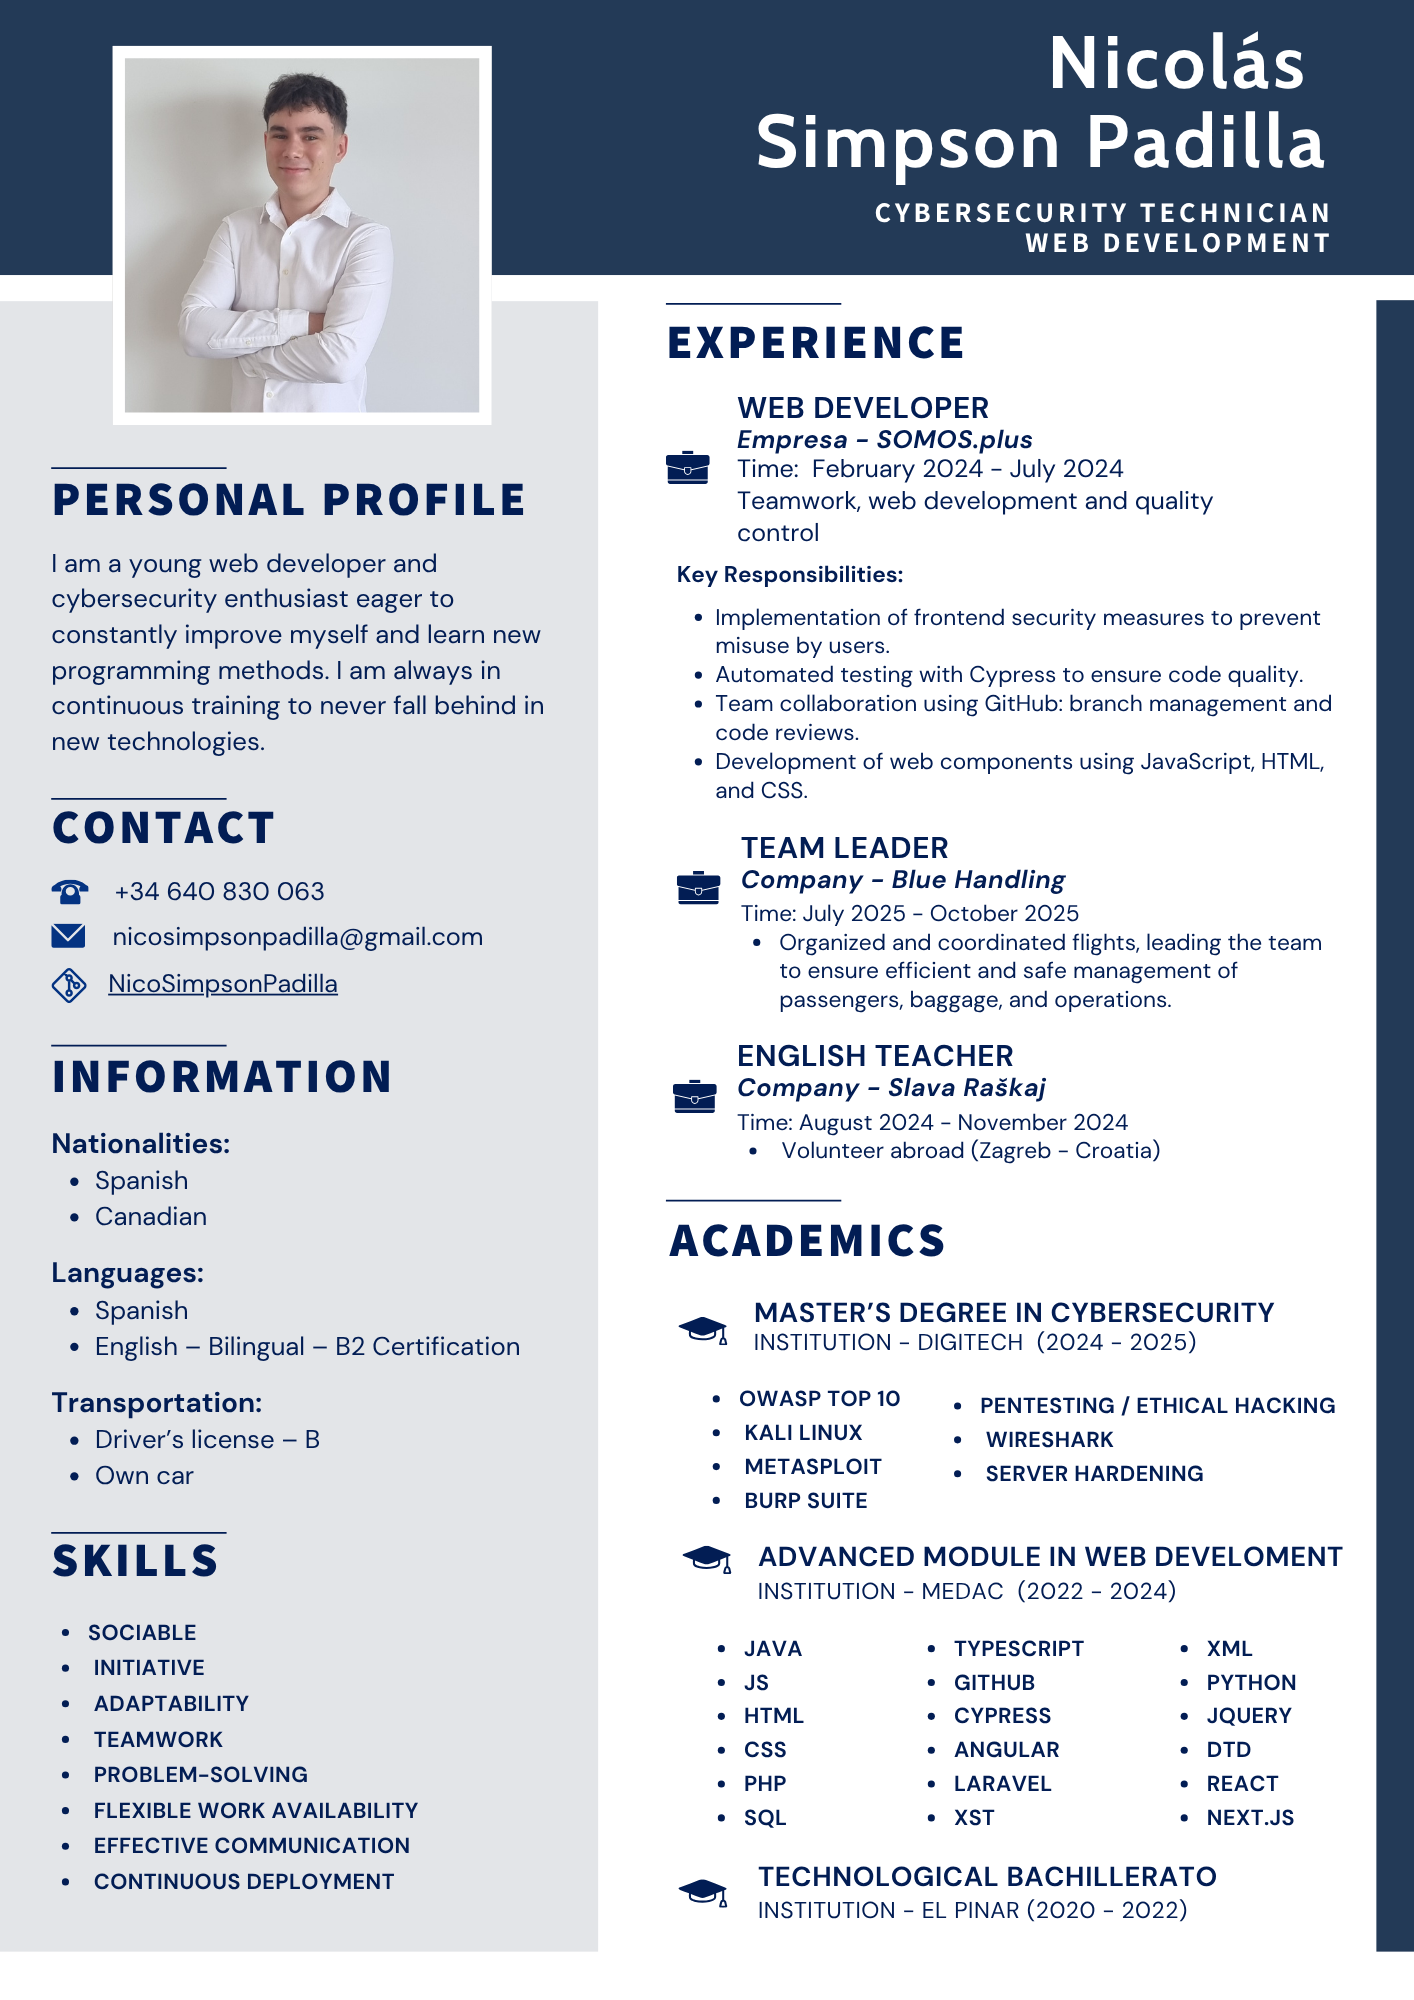 Nicolás
Simpson Padilla
CYBERSECURITY TECHNICIAN
WEB DEVELOPMENT
PERSONAL PROFILE
I am a young web developer and
cybersecurity enthusiast eager to
constantly improve myself and learn new
programming methods. I am always in
continuous training to never fall behind in
new technologies.
CONTACT
+34 640 830 063
nicosimpsonpadilla@gmail.com
NicoSimpsonPadilla
INFORMATION
Nationalities:
• Spanish
• Canadian
Languages:
• Spanish
• English – Bilingual – B2 Certification
Transportation:
• Driver's license – B
• Own car
SKILLS
• SOCIABLE
• INITIATIVE
• ADAPTABILITY
• TEAMWORK
• PROBLEM-SOLVING
• FLEXIBLE WORK AVAILABILITY
• EFFECTIVE COMMUNICATION
• CONTINUOUS DEPLOYMENT
EXPERIENCE
WEB DEVELOPER
Empresa - SOMOS.plus
Time: February 2024 - July 2024
Teamwork, web development and quality
control
Key Responsibilities:
• Implementation of frontend security measures to prevent
misuse by users.
• Automated testing with Cypress to ensure code quality.
• Team collaboration using GitHub: branch management and
code reviews.
• Development of web components using JavaScript, HTML,
and CSS.
TEAM LEADER
Company - Blue Handling
Time: July 2025 - October 2025
• Organized and coordinated flights, leading the team
to ensure efficient and safe management of
passengers, baggage, and operations.
ENGLISH TEACHER
Company - Slava Raškaj
Time: August 2024 - November 2024
• Volunteer abroad (Zagreb - Croatia)
ACADEMICS
MASTER'S DEGREE IN CYBERSECURITY
INSTITUTION - DIGITECH (2024 - 2025)
• OWASP TOP 10
• KALI LINUX
• METASPLOIT
• BURP SUITE
• PENTESTING / ETHICAL HACKING
• WIRESHARK
• SERVER HARDENING
ADVANCED MODULE IN WEB DEVELOMENT
INSTITUTION - MEDAC (2022 - 2024)
• JAVA
• JS
• HTML
• CSS
• PHP
• SQL
• TYPESCRIPT
• GITHUB
• CYPRESS
• ANGULAR
• LARAVEL
• XST
• XML
• PYTHON
• JQUERY
• DTD
• REACT
• NEXT.JS
TECHNOLOGICAL BACHILLERATO
INSTITUTION - EL PINAR (2020 - 2022)